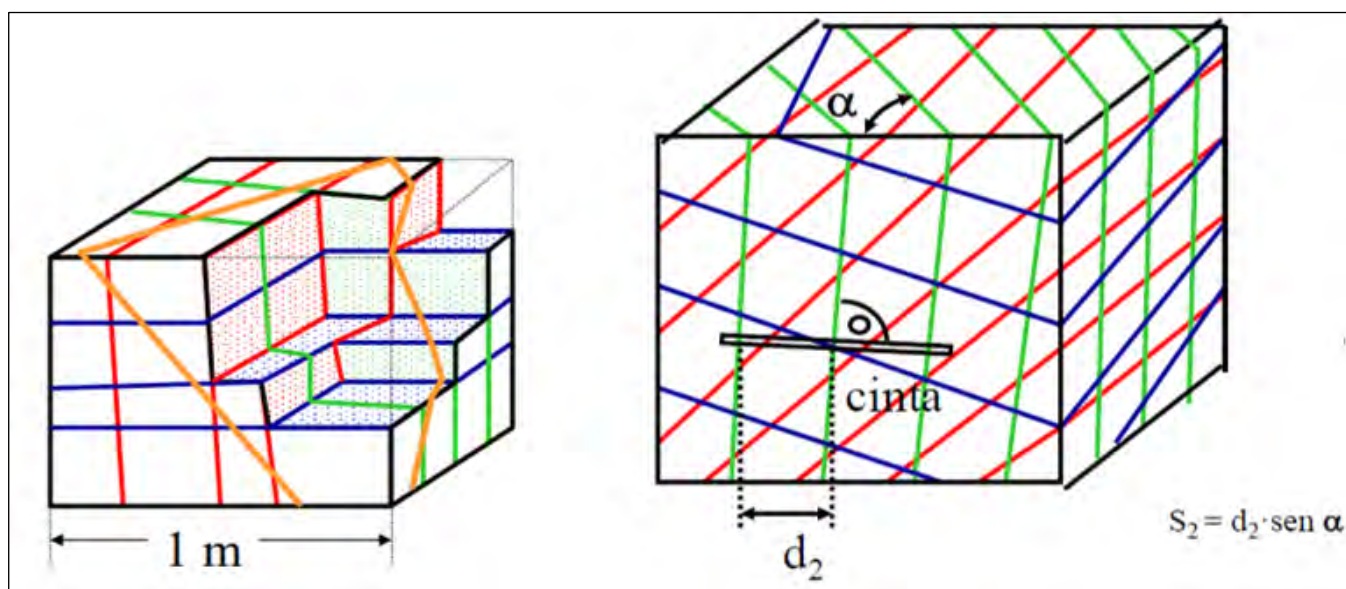 α
cinta
1 m
d₂
S₂ = d₂·sen α